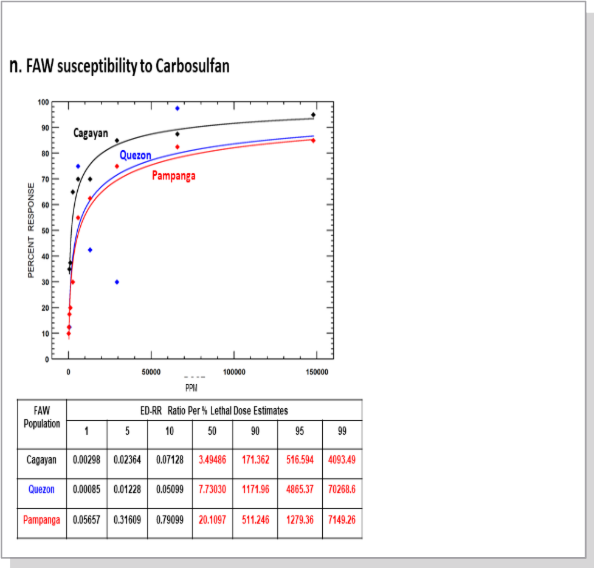 n. FAW susceptibility to Carbosulfan
100
90
80
70
60
50
40
30
20
10
0
PERCENT RESPONSE
Cagayan
Quezon
Pampanga
0 50000 100000 150000
PPM
FAW Population ED-RR Ratio Per % Lethal Dose Estimates
1 5 10 50 90 95 99
Cagayan 0.00298 0.02364 0.07128 3.49486 171.362 516.594 4093.49
Quezon 0.00085 0.01228 0.05099 7.73030 1171.96 4865.37 70268.6
Pampanga 0.05657 0.31609 0.79099 20.1097 511.246 1279.36 7149.26